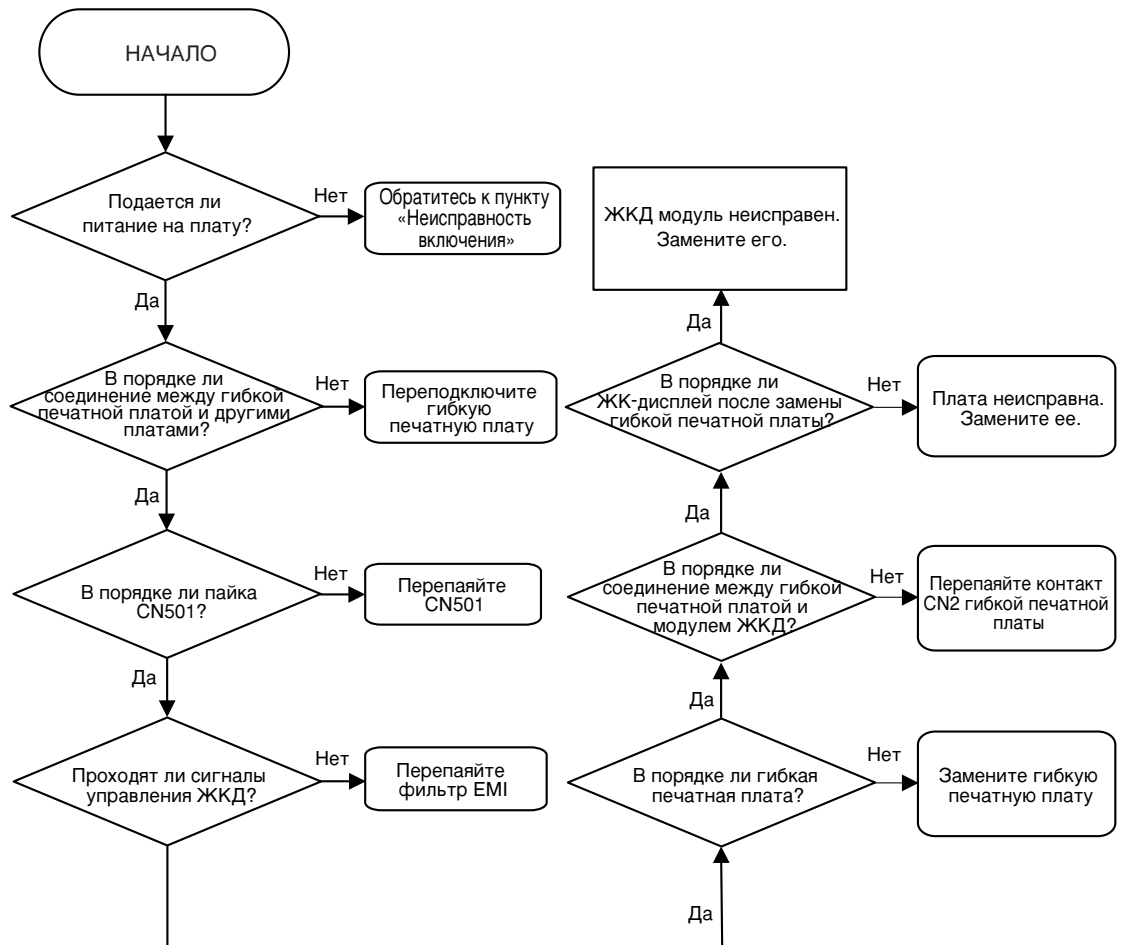 НАЧАЛО
Подается ли
питание на плату?
Нет
Обратитесь к пункту
«Неисправность
включения»
Да
В порядке ли
соединение между гибкой
печатной платой и другими
платами?
Нет
Переподключите
гибкую
печатную плату
Да
В порядке ли пайка
CN501?
Нет
Перепаяйте
CN501
Да
Проходят ли сигналы
управления ЖКД?
Нет
Перепаяйте
фильтр EMI
Да
В порядке ли гибкая
печатная плата?
Нет
Замените гибкую
печатную плату
Да
В порядке ли
соединение между гибкой
печатной платой и
модулем ЖКД?
Нет
Перепаяйте контакт
CN2 гибкой печатной
платы
Да
В порядке ли
ЖК-дисплей после замены
гибкой печатной платы?
Нет
Плата неисправна.
Замените ее.
Да
ЖКД модуль неисправен.
Замените его.